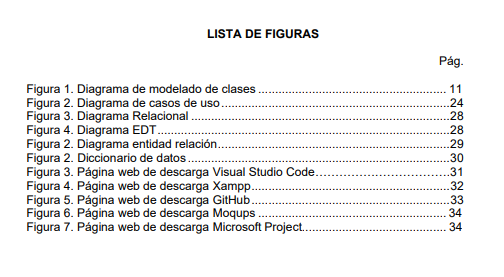 LISTA DE FIGURAS
Pág.
Figura 1. Diagrama de modelado de clases ........................................................ 11
Figura 2. Diagrama de casos de uso .................................................................. 24
Figura 3. Diagrama Relacional ............................................................................ 28
Figura 4. Diagrama EDT ..................................................................................... 28
Figura 2. Diagrama entidad relación .................................................................... 29
Figura 2. Diccionario de datos ............................................................................. 30
Figura 3. Página web de descarga Visual Studio Code ....................................... 31
Figura 4. Página web de descarga Xampp .......................................................... 32
Figura 5. Página web de descarga GitHub .......................................................... 33
Figura 6. Página web de descarga Moqups ........................................................ 34
Figura 7. Página web de descarga Microsoft Project ........................................... 34